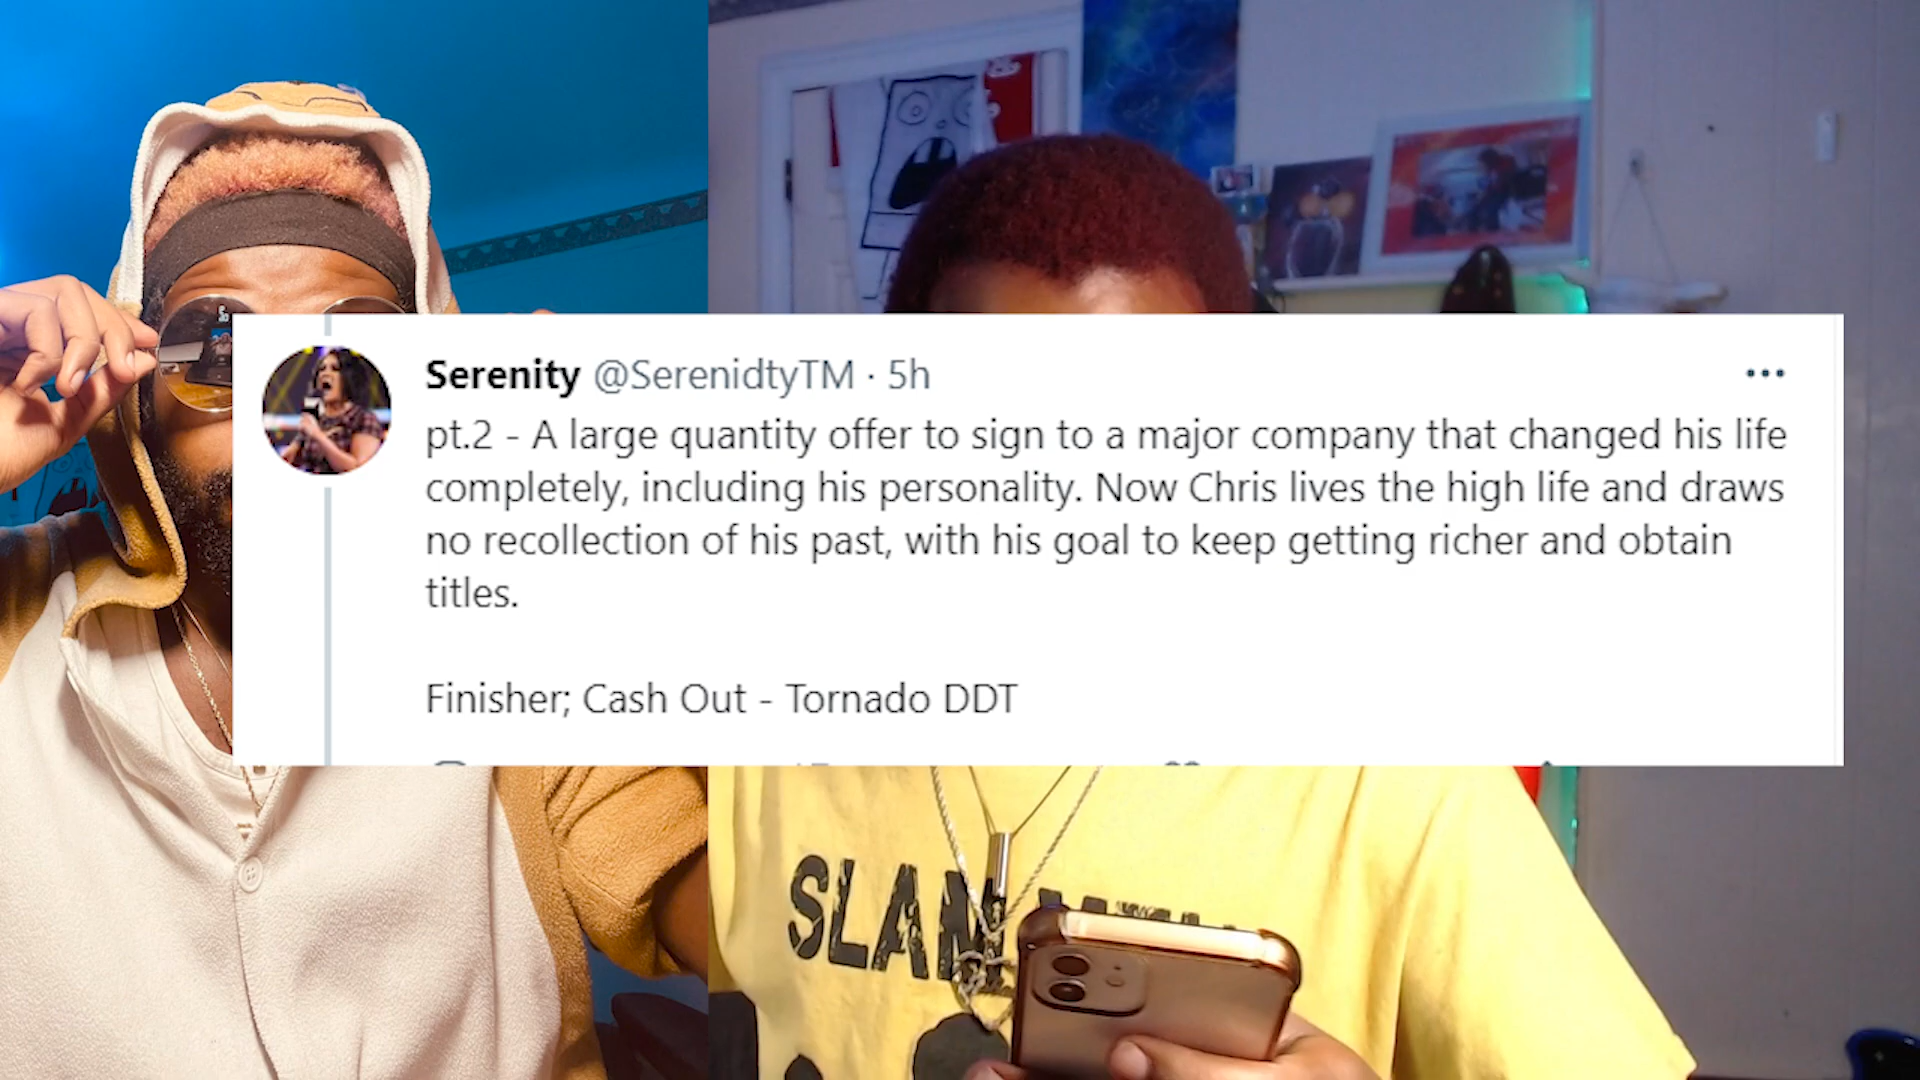 Serenity @SerenidtyTM · 5h
pt.2 - A large quantity offer to sign to a major company that changed his life
completely, including his personality. Now Chris lives the high life and draws
no recollection of his past, with his goal to keep getting richer and obtain
titles.
Finisher; Cash Out - Tornado DDT
SLAM